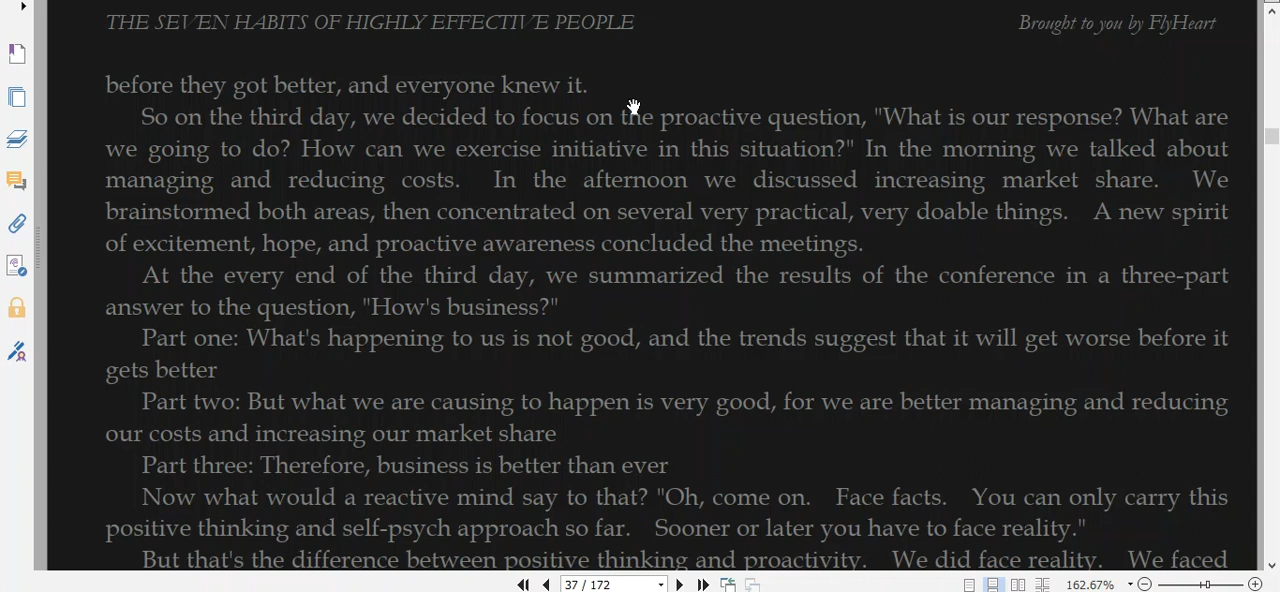 THE SEVEN HABITS OF HIGHLY EFFECTIVE PEOPLE Brought to you by FlyHeart
before they got better, and everyone knew it.
So on the third day, we decided to focus on the proactive question, "What is our response? What are
we going to do? How can we exercise initiative in this situation?" In the morning we talked about
managing and reducing costs. In the afternoon we discussed increasing market share. We
brainstormed both areas, then concentrated on several very practical, very doable things. A new spirit
of excitement, hope, and proactive awareness concluded the meetings.
At the every end of the third day, we summarized the results of the conference in a three-part
answer to the question, "How's business?"
Part one: What's happening to us is not good, and the trends suggest that it will get worse before it
gets better
Part two: But what we are causing to happen is very good, for we are better managing and reducing
our costs and increasing our market share
Part three: Therefore, business is better than ever
Now what would a reactive mind say to that? "Oh, come on. Face facts. You can only carry this
positive thinking and self-psych approach so far. Sooner or later you have to face reality."
But that's the difference between positive thinking and proactivity. We did face reality. We faced
37 / 172 162.67%